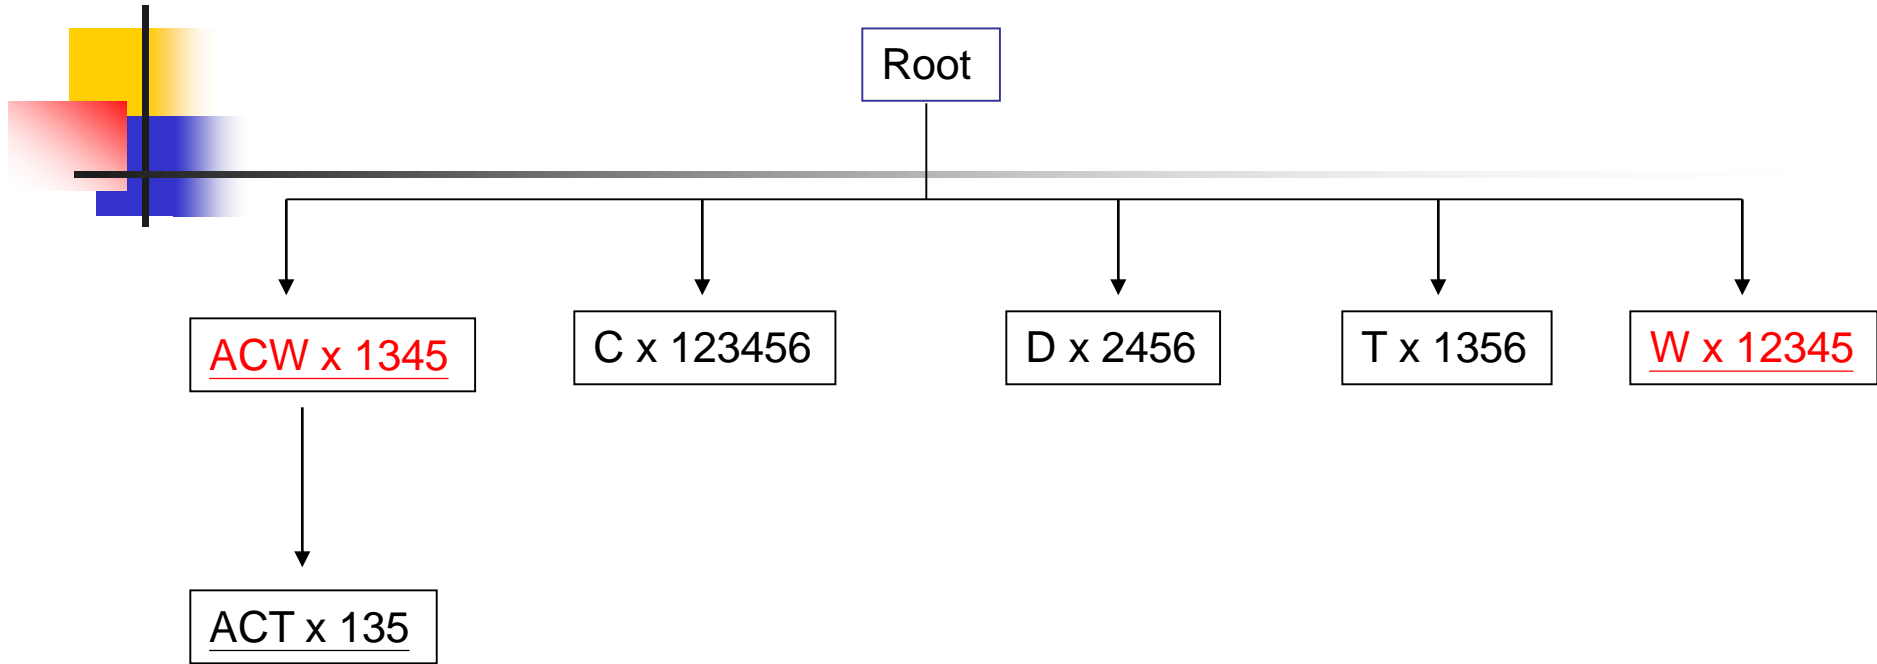 Root
ACW x 1345
C x 123456
D x 2456
T x 1356
W x 12345
ACT x 135